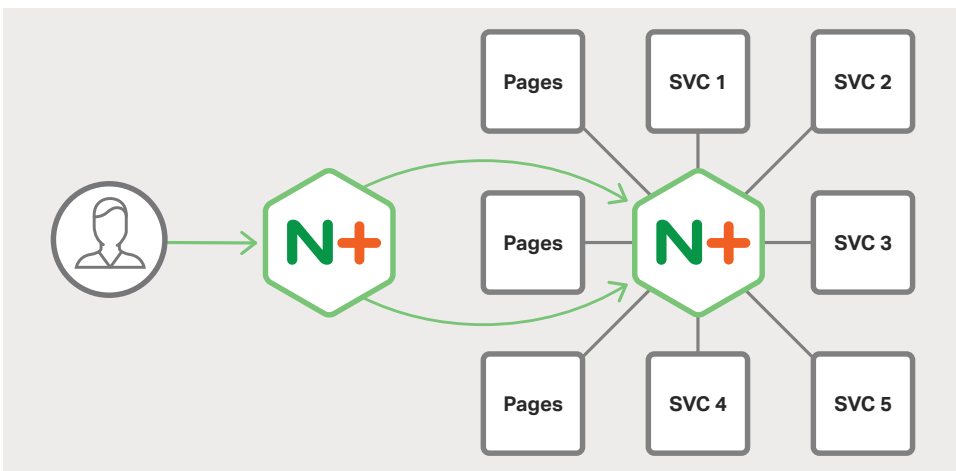 Pages
SVC 1
SVC 2
N+
N+
Pages
SVC 3
Pages
SVC 4
SVC 5